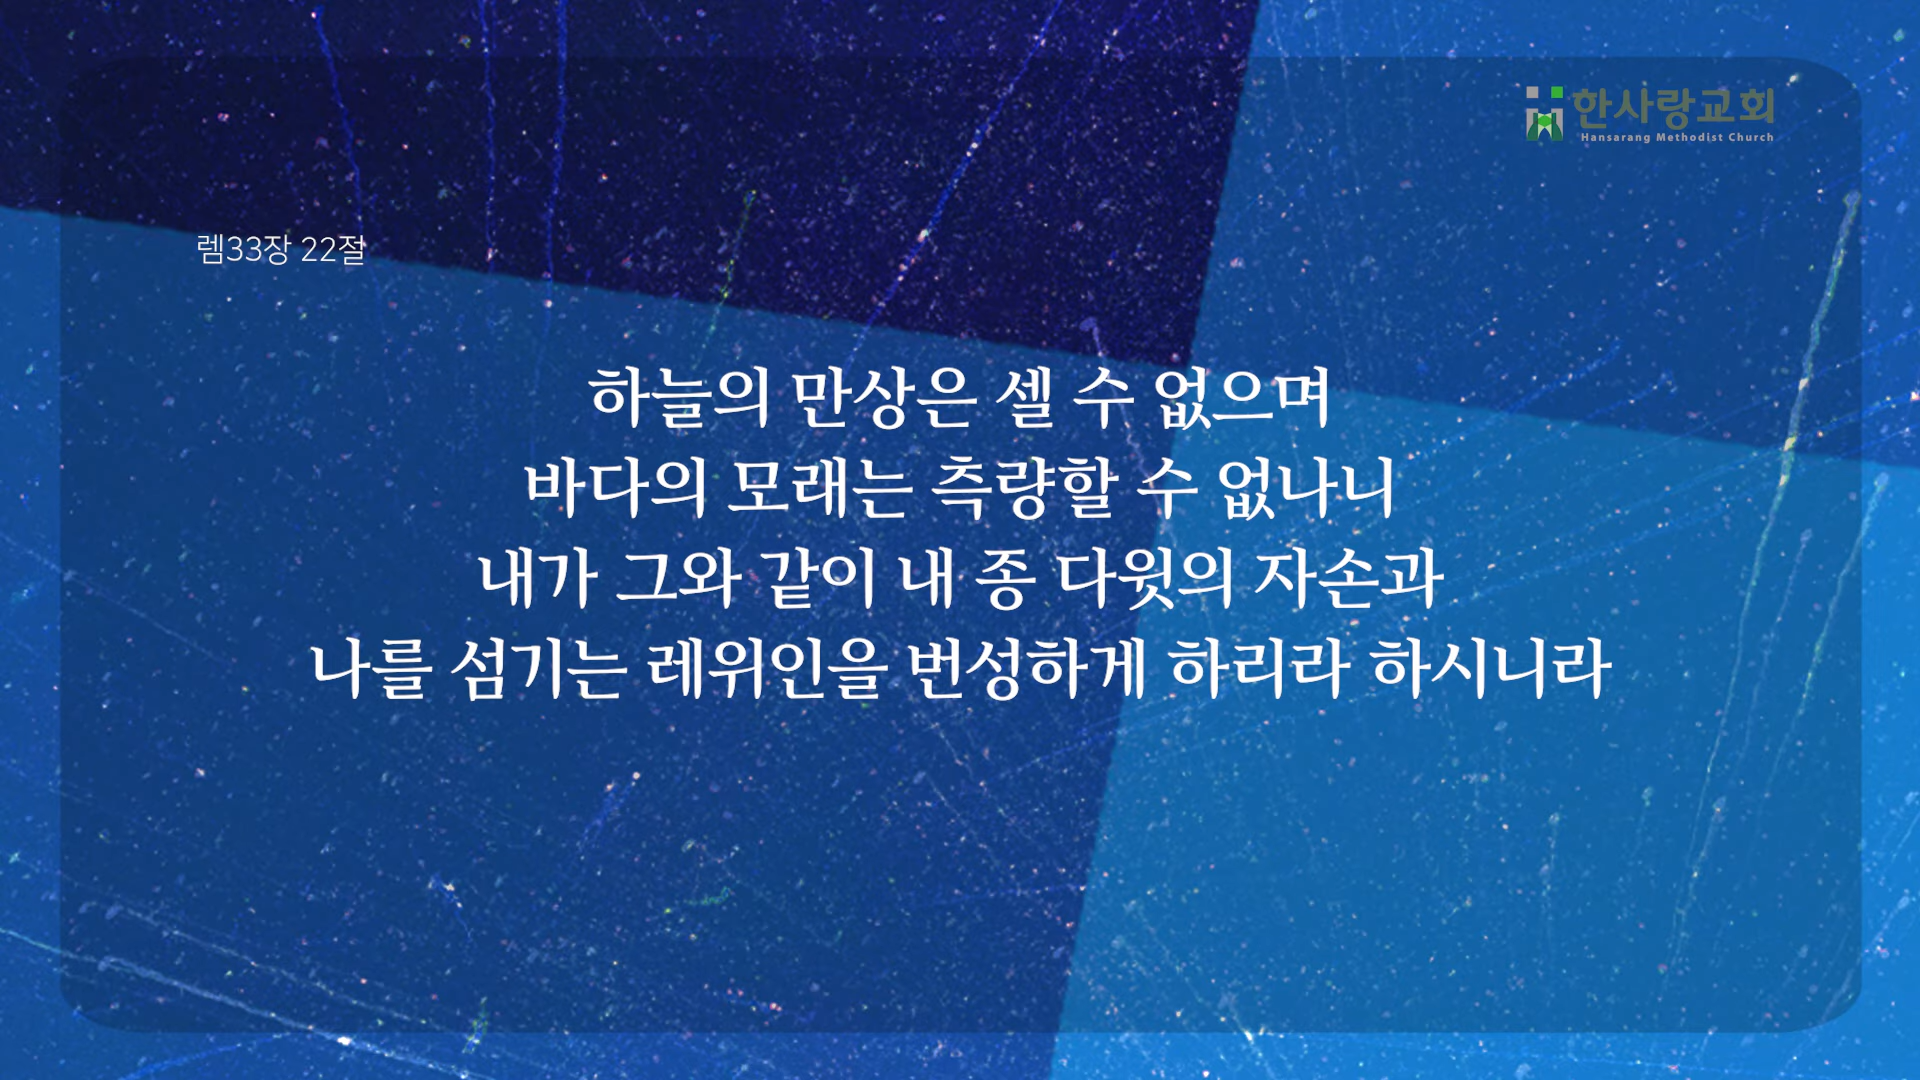 한사랑교회
Hansarang Methodist Church
렘33장 22절
하늘의 만상은 셀 수 없으며
바다의 모래는 측량할 수 없나니
내가 그와 같이 내 종 다윗의 자손과
나를 섬기는 레위인을 번성하게 하리라 하시니라